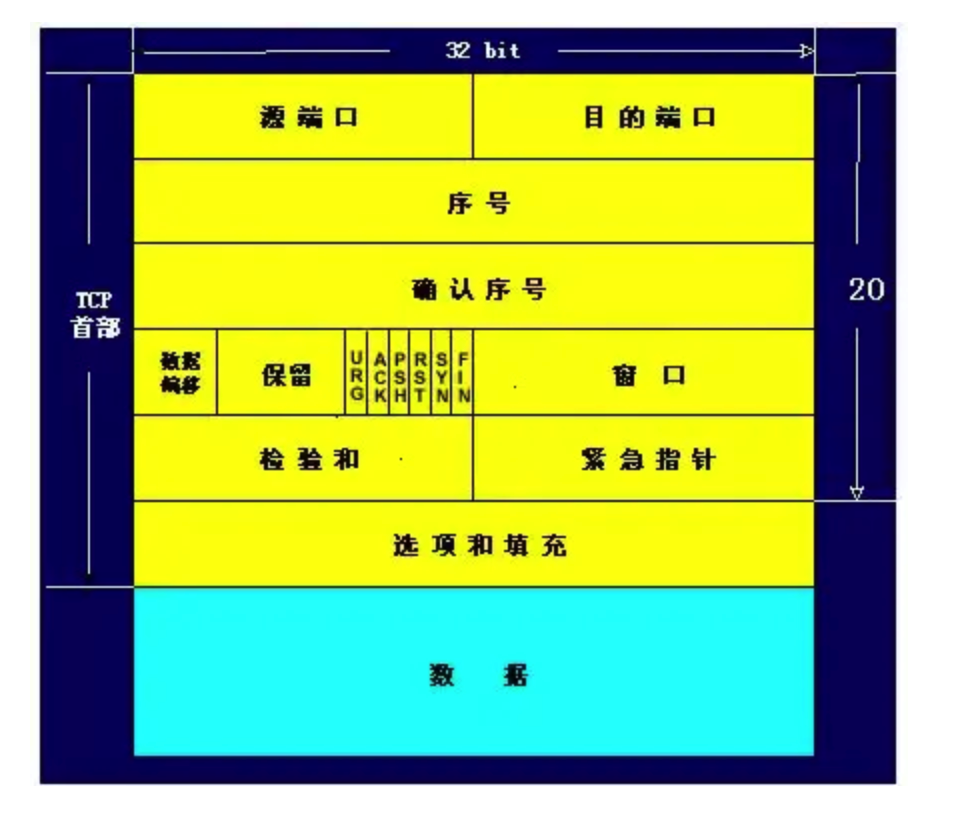 32 bit
源端口
目的端口
序号
确认序号
TCP
首部
20
数据
偏移
保留
URG
ACK
PSH
RST
SYN
FIN
窗口
检验和
紧急指针
选项和填充
数据